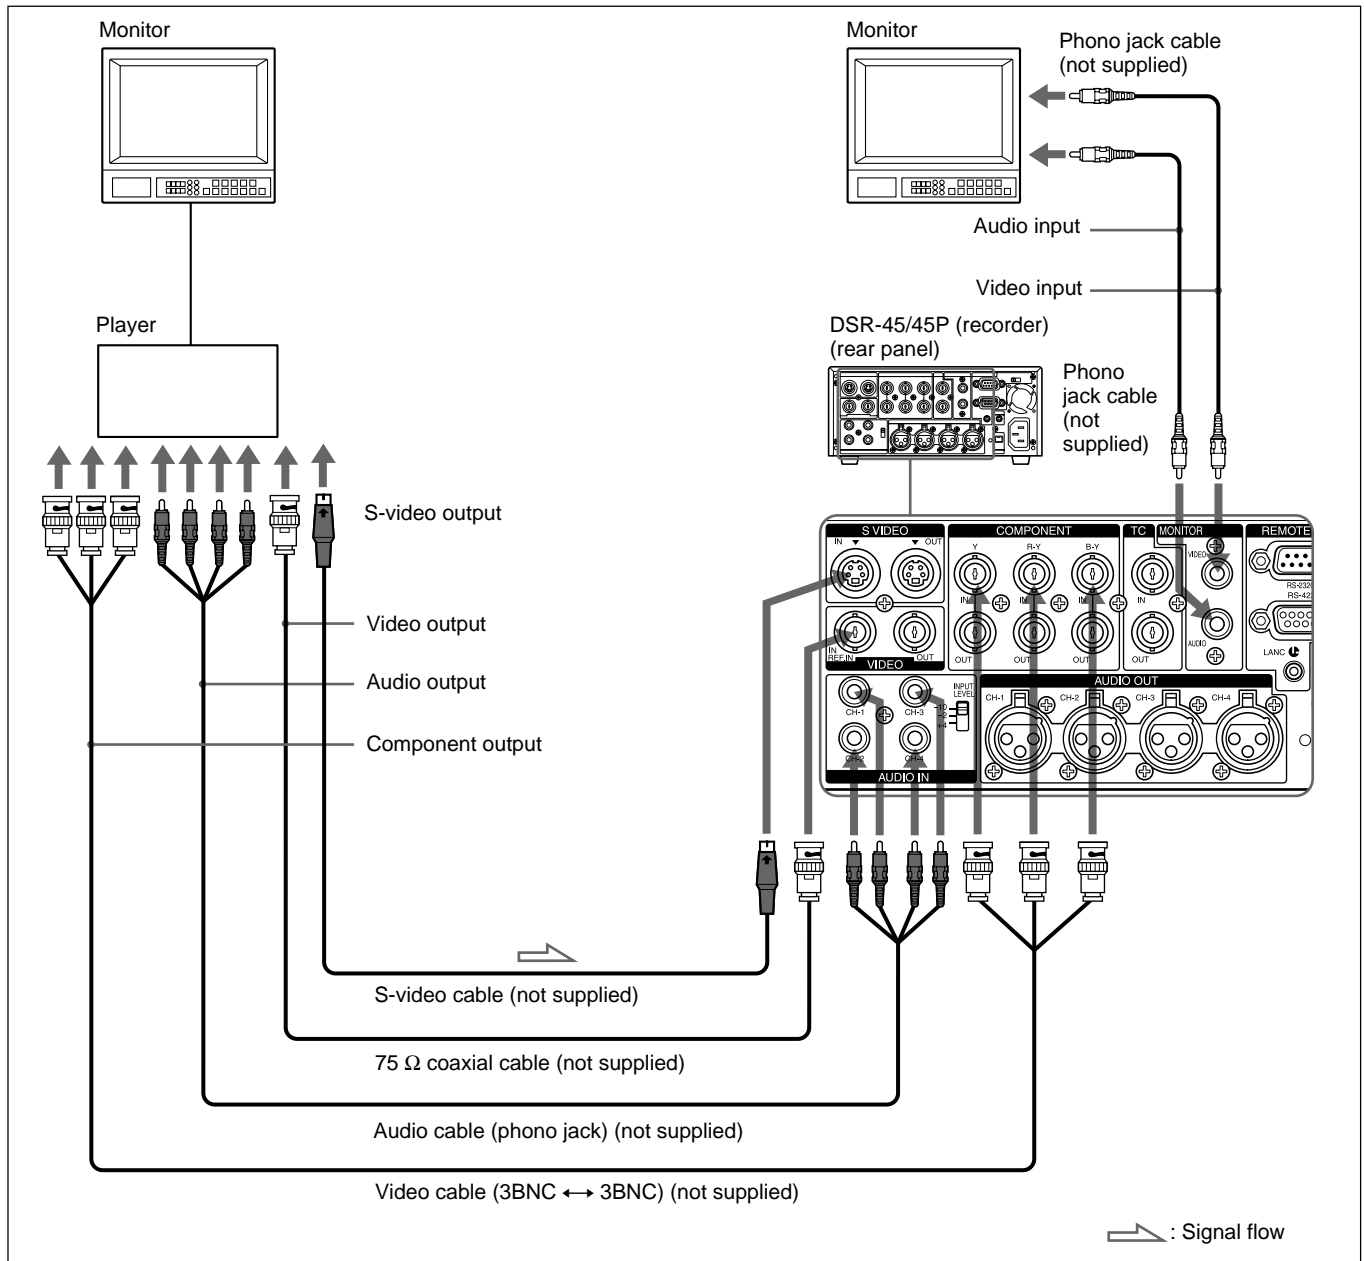 Monitor
Monitor
Phono jack cable
(not supplied)
Audio input
Video input
Player
DSR-45/45P (recorder)
(rear panel)
Phono
jack cable
(not
supplied)
S-video output
Video output
Audio output
Component output
S VIDEO
COMPONENT
TC
MONITOR
REMOTE
IN
OUT
Y
R-Y
B-Y
VIDEO
IN
IN
IN
IN
RS-232C
RS-422
AUDIO
IN
REF.IN
OUT
VIDEO
OUT
OUT
OUT
OUT
LANC
INPUT
LEVEL
-10
-2
+4
CH-1
CH-3
CH-2
CH-4
AUDIO IN
AUDIO OUT
CH-1
CH-2
CH-3
CH-4
S-video cable (not supplied)
75 Ω coaxial cable (not supplied)
Audio cable (phono jack) (not supplied)
Video cable (3BNC ↔ 3BNC) (not supplied)
: Signal flow